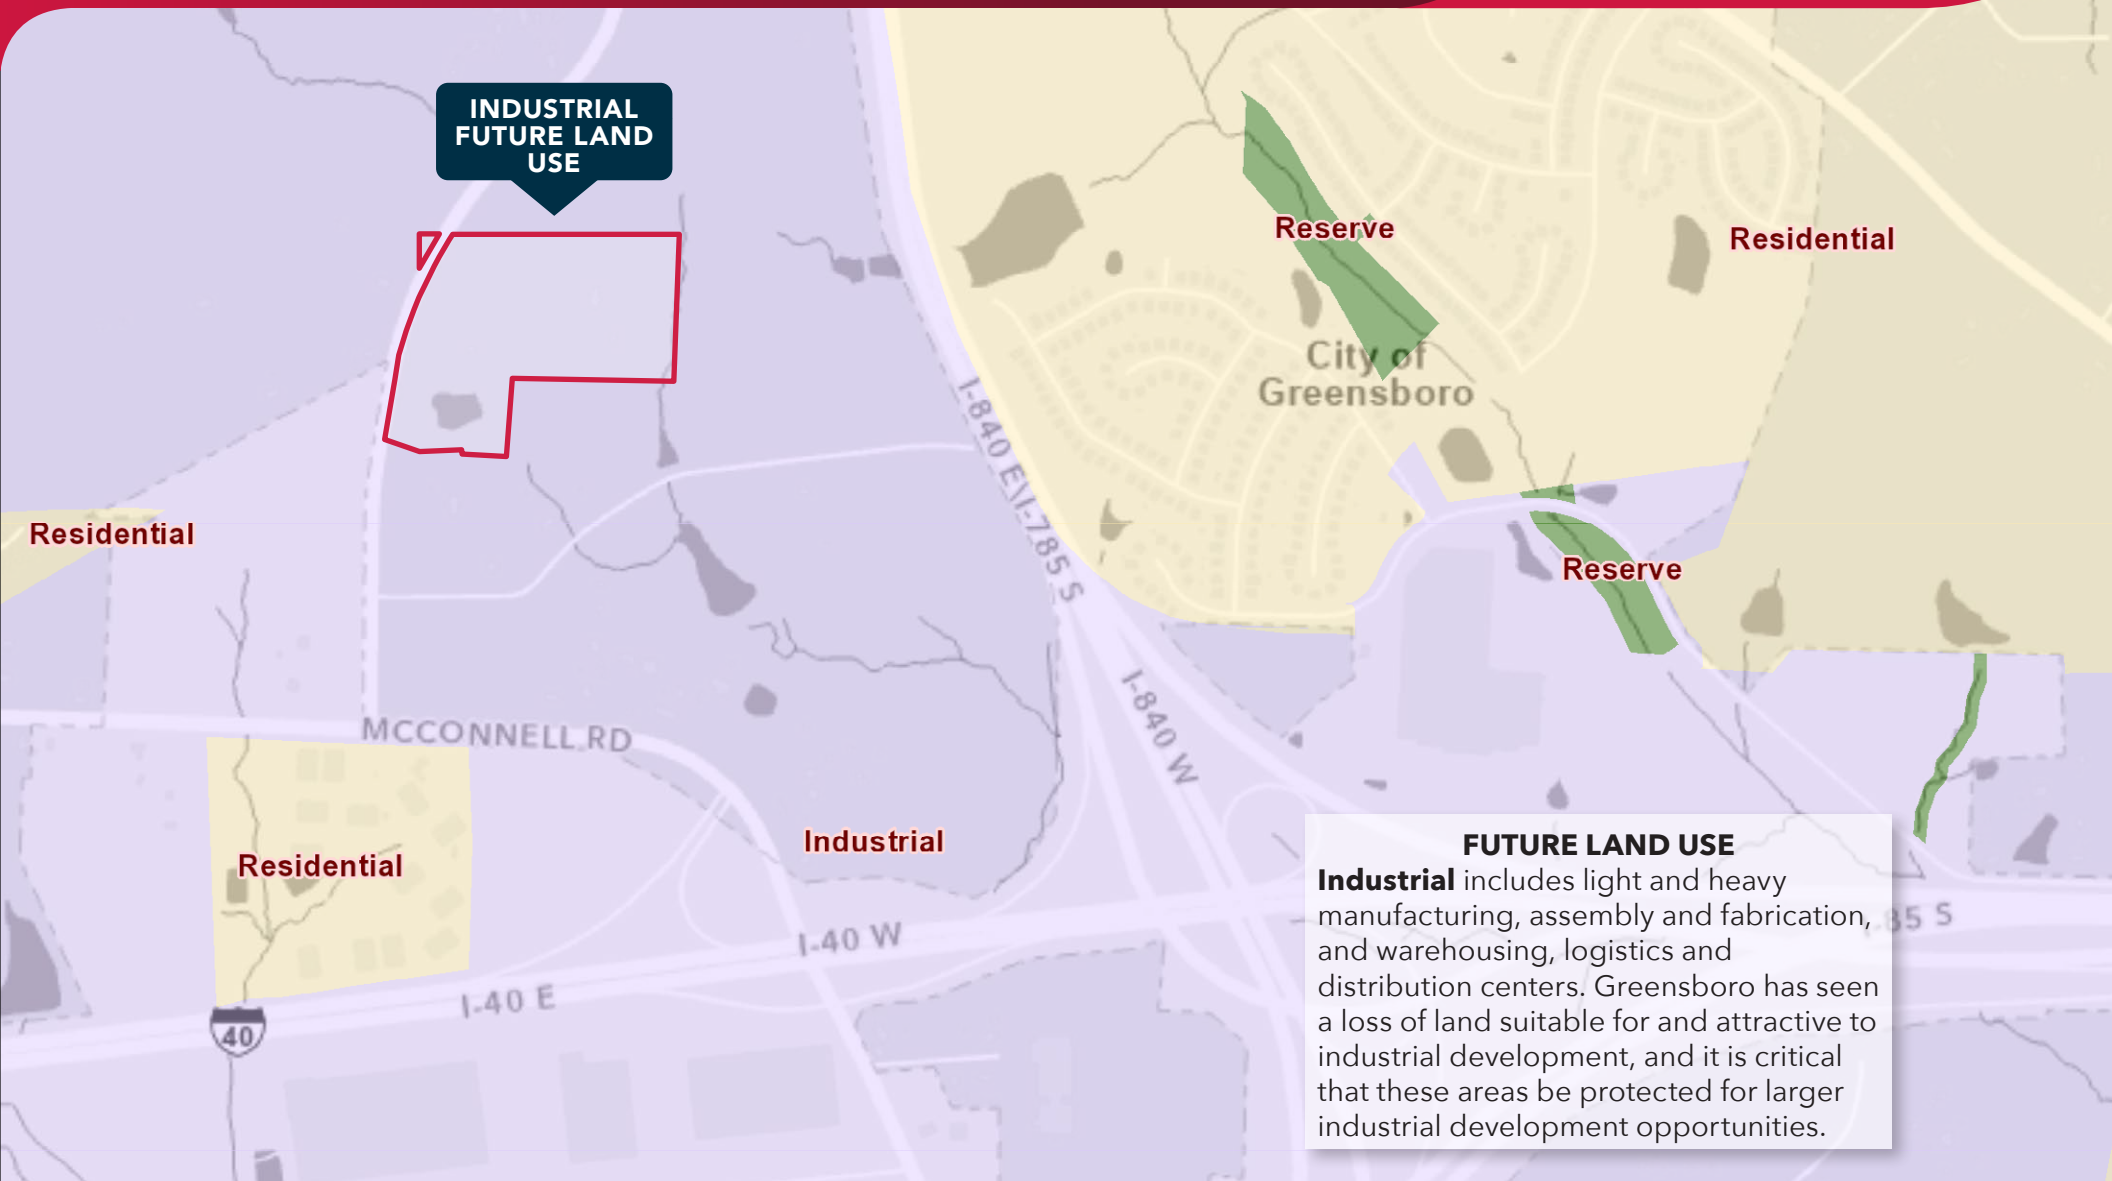 INDUSTRIAL
FUTURE LAND
USE
Reserve
Residential
City of
Greensboro
I-840 E\I-785 S
Residential
Reserve
I-840 W
MCCONNELL RD
Industrial
Residential
I-40 W
I-40 E
40
85 S
FUTURE LAND USE
Industrial includes light and heavy
manufacturing, assembly and fabrication,
and warehousing, logistics and
distribution centers. Greensboro has seen
a loss of land suitable for and attractive to
industrial development, and it is critical
that these areas be protected for larger
industrial development opportunities.